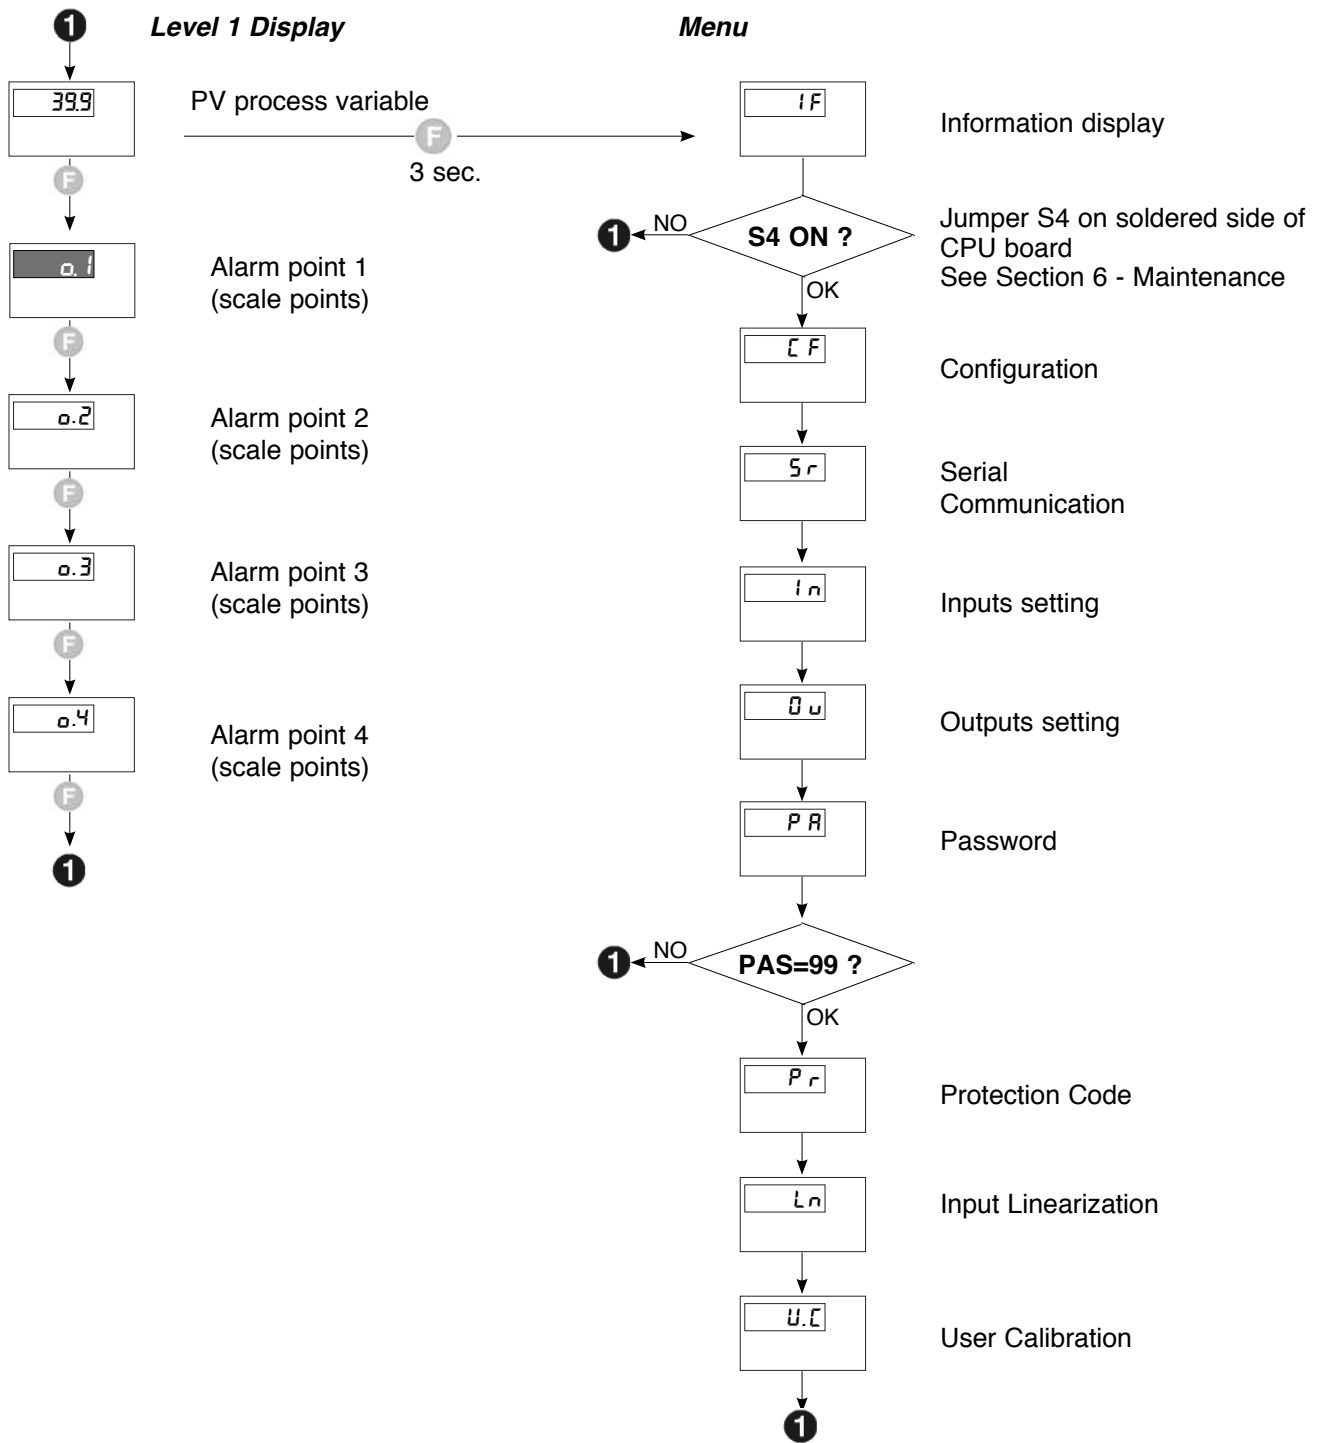 1
Level 1 Display
Menu
39.9
PV process variable
F
3 sec.
IF
Information display
F
1
NO
S4 ON ?
Jumper S4 on soldered side of
CPU board
See Section 6 - Maintenance
OK
o.1
Alarm point 1
(scale points)
F
CF
Configuration
o.2
Alarm point 2
(scale points)
F
Sr
Serial
Communication
o.3
Alarm point 3
(scale points)
F
In
Inputs setting
o.4
Alarm point 4
(scale points)
F
1
Ou
Outputs setting
PA
Password
1
NO
PAS=99 ?
OK
Pr
Protection Code
Ln
Input Linearization
U.C
User Calibration
1